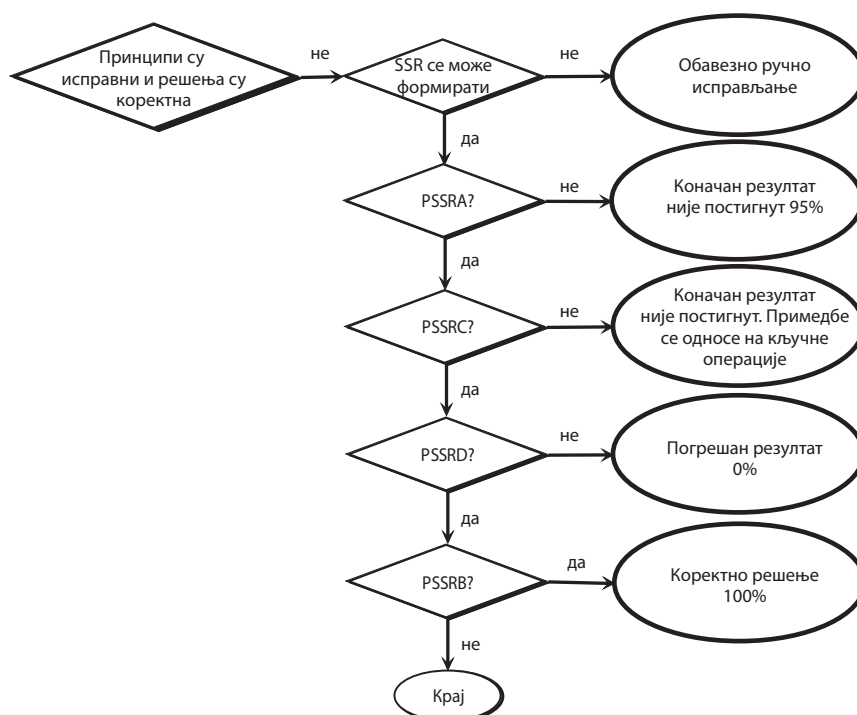 Принципи су
исправни и решења су
коректна
не
SSR се може
формирати
не
Обавезно ручно
исправљање
да
PSSRA?
не
Коначан резултат
није постигнут 95%
да
PSSRC?
не
Коначан резултат
није постигнут. Примедбе
се односе на кључне
операције
да
PSSRD?
не
Погрешан резултат
0%
да
PSSRB?
да
Коректно решење
100%
не
Крај